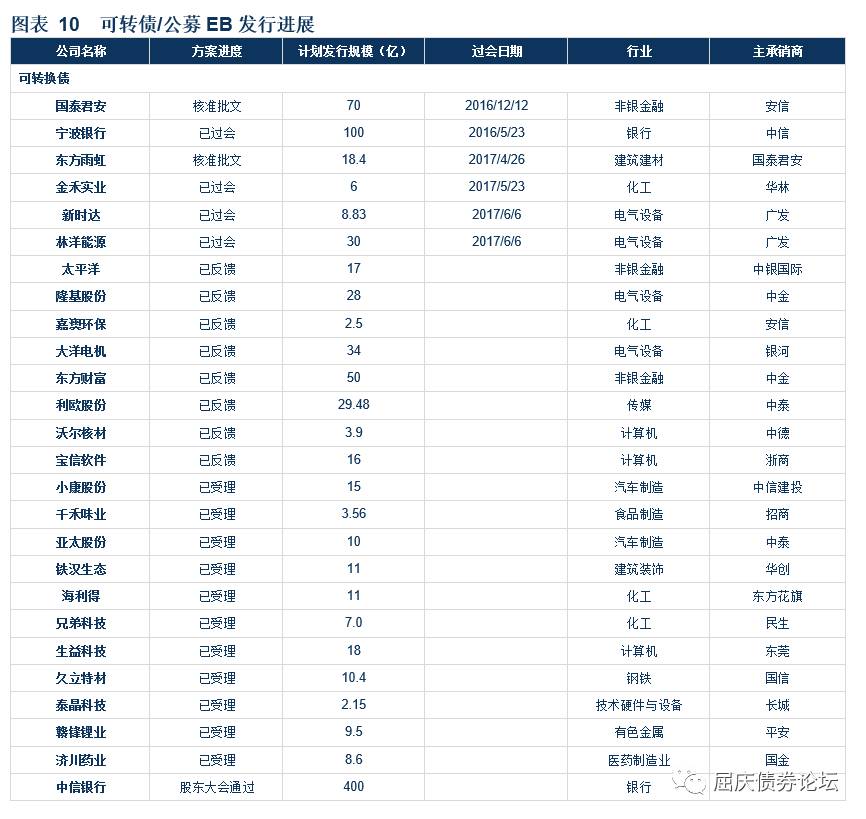 图表 10 可转债/公募 EB 发行进展
公司名称 方案进度 计划发行规模（亿） 过会日期 行业 主承销商
可转换债
国泰君安 核准批文 70 2016/12/12 非银金融 安信
宁波银行 已过会 100 2016/5/23 银行 中信
东方雨虹 核准批文 18.4 2017/4/26 建筑建材 国泰君安
金禾实业 已过会 6 2017/5/23 化工 华林
新时达 已过会 8.83 2017/6/6 电气设备 广发
林洋能源 已过会 30 2017/6/6 电气设备 广发
太平洋 已反馈 17 非银金融 中银国际
隆基股份 已反馈 28 电气设备 中金
嘉澳环保 已反馈 2.5 化工 安信
大洋电机 已反馈 34 电气设备 银河
东方财富 已反馈 50 非银金融 中金
利欧股份 已反馈 29.48 传媒 中泰
沃尔核材 已反馈 3.9 计算机 中德
宝信软件 已反馈 16 计算机 浙商
小康股份 已受理 15 汽车制造 中信建投
千禾味业 已受理 3.56 食品制造 招商
亚太股份 已受理 10 汽车制造 中泰
铁汉生态 已受理 11 建筑装饰 华创
海利得 已受理 11 化工 东方花旗
兄弟科技 已受理 7.0 化工 民生
生益科技 已受理 18 计算机 东莞
久立特材 已受理 10.4 钢铁 国信
泰晶科技 已受理 2.15 技术硬件与设备 长城
赣锋锂业 已受理 9.5 有色金属 平安
济川药业 已受理 8.6 医药制造业 国金
中信银行 股东大会通过 400 银行
屈庆债券论坛